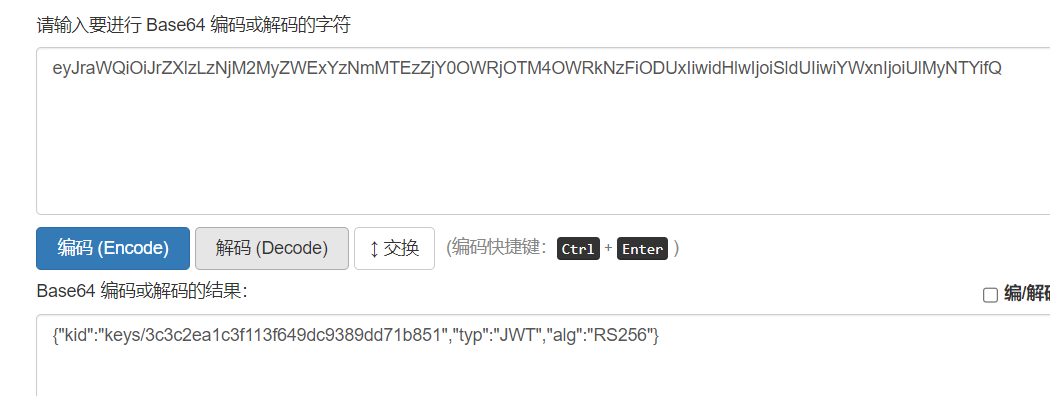 请输入要进行 Base64 编码或解码的字符
eyJraWQiOiJrZXlzLzNjM2MyZWExYzNmMTEzZjY0OWRjOTM4OWRkNzFiODUxIiwidHlwIjoiSldUIiwiYWxnIjoiUlMyNTYifQ
编码 (Encode) 解码 (Decode) ↕交换 (编码快捷键： Ctrl + Enter )
Base64 编码或解码的结果： 编/解码
{"kid":"keys/3c3c2ea1c3f113f649dc9389dd71b851","typ":"JWT","alg":"RS256"}